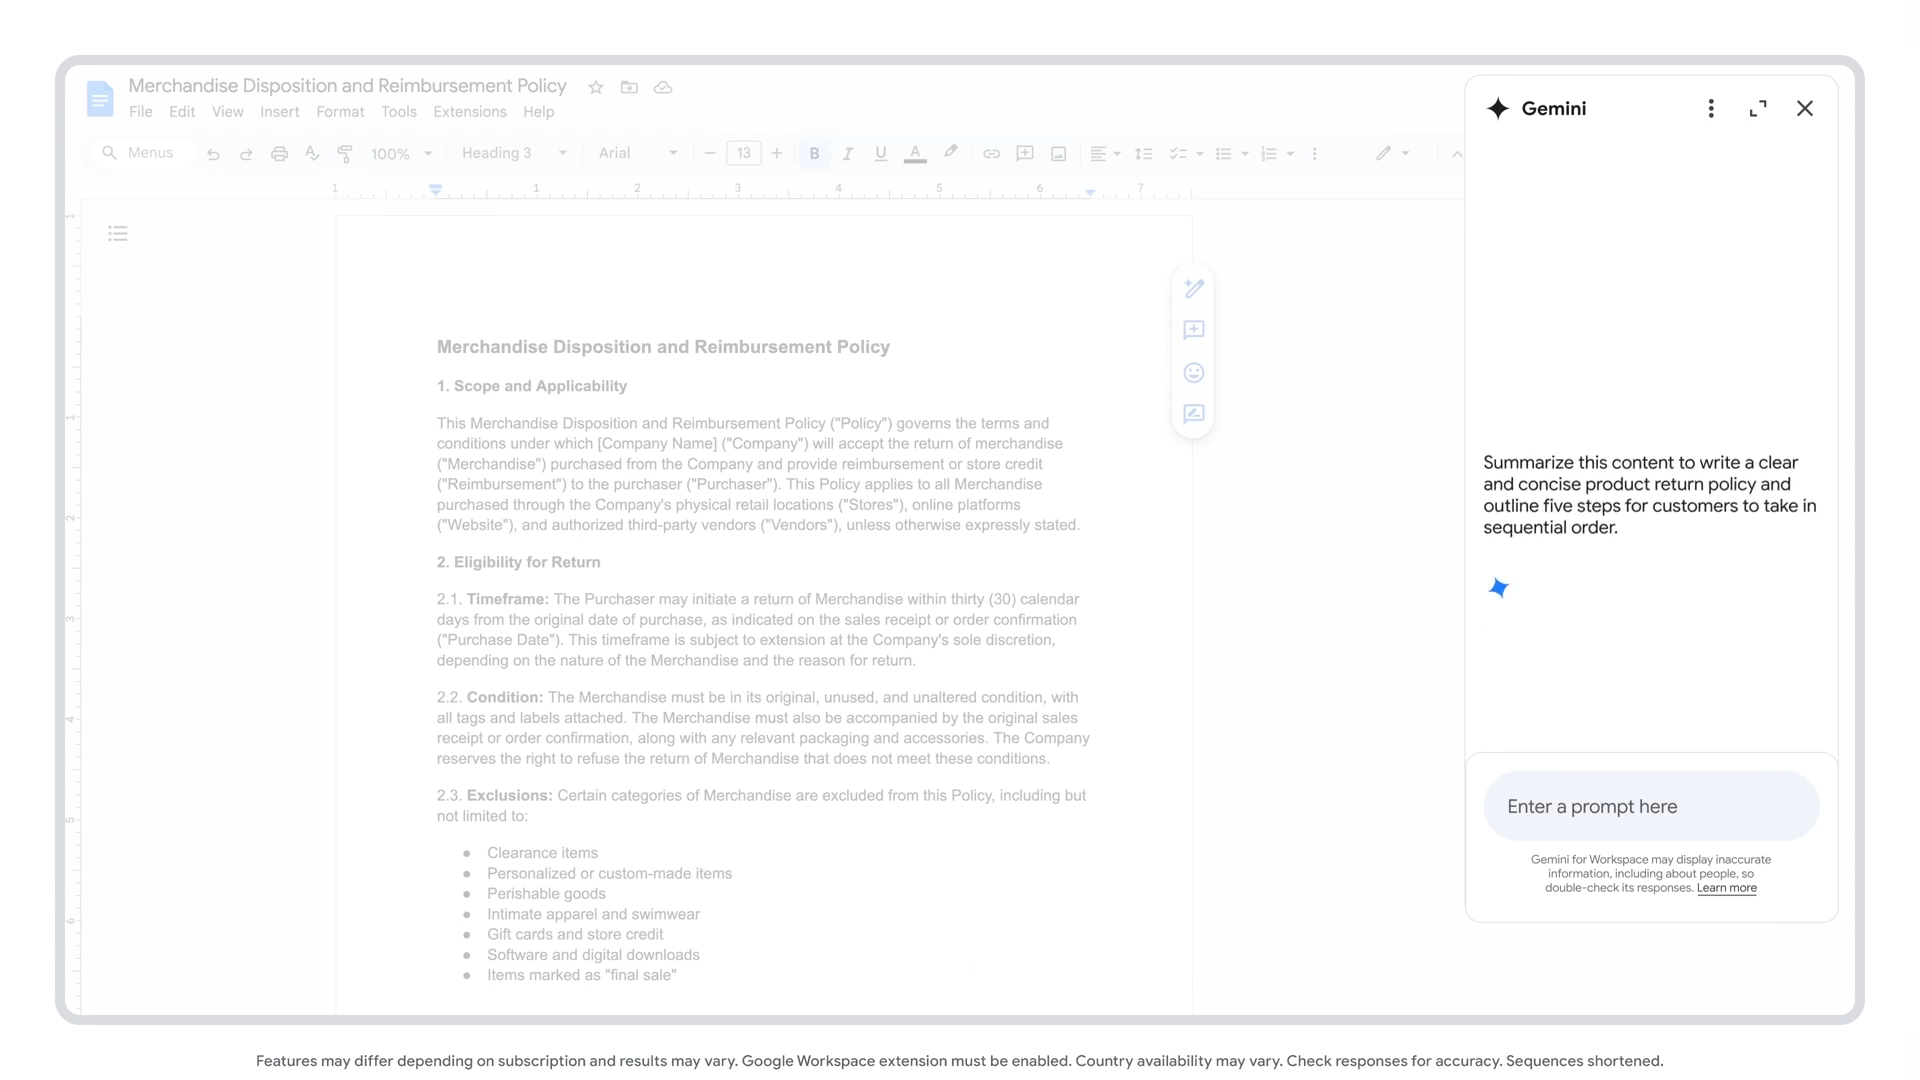 Merchandise Disposition and Reimbursement Policy
File Edit View Insert Format Tools Extensions Help
Menus 100% Heading 3 Arial 13 B I U A
1 1 2 3 4 5 6 7
1
1
2
3
4
5
6
Merchandise Disposition and Reimbursement Policy
1. Scope and Applicability
This Merchandise Disposition and Reimbursement Policy ("Policy") governs the terms and
conditions under which [Company Name] ("Company") will accept the return of merchandise
("Merchandise") purchased from the Company and provide reimbursement or store credit
("Reimbursement") to the purchaser ("Purchaser"). This Policy applies to all Merchandise
purchased through the Company's physical retail locations ("Stores"), online platforms
("Website"), and authorized third-party vendors ("Vendors"), unless otherwise expressly stated.
2. Eligibility for Return
2.1. Timeframe: The Purchaser may initiate a return of Merchandise within thirty (30) calendar
days from the original date of purchase, as indicated on the sales receipt or order confirmation
("Purchase Date"). This timeframe is subject to extension at the Company's sole discretion,
depending on the nature of the Merchandise and the reason for return.
2.2. Condition: The Merchandise must be in its original, unused, and unaltered condition, with
all tags and labels attached. The Merchandise must also be accompanied by the original sales
receipt or order confirmation, along with any relevant packaging and accessories. The Company
reserves the right to refuse the return of Merchandise that does not meet these conditions.
2.3. Exclusions: Certain categories of Merchandise are excluded from this Policy, including but
not limited to:
● Clearance items
● Personalized or custom-made items
● Perishable goods
● Intimate apparel and swimwear
● Gift cards and store credit
● Software and digital downloads
● Items marked as "final sale"
Gemini
Summarize this content to write a clear
and concise product return policy and
outline five steps for customers to take in
sequential order.
Enter a prompt here
Gemini for Workspace may display inaccurate
information, including about people, so
double-check its responses. Learn more
Features may differ depending on subscription and results may vary. Google Workspace extension must be enabled. Country availability may vary. Check responses for accuracy. Sequences shortened.